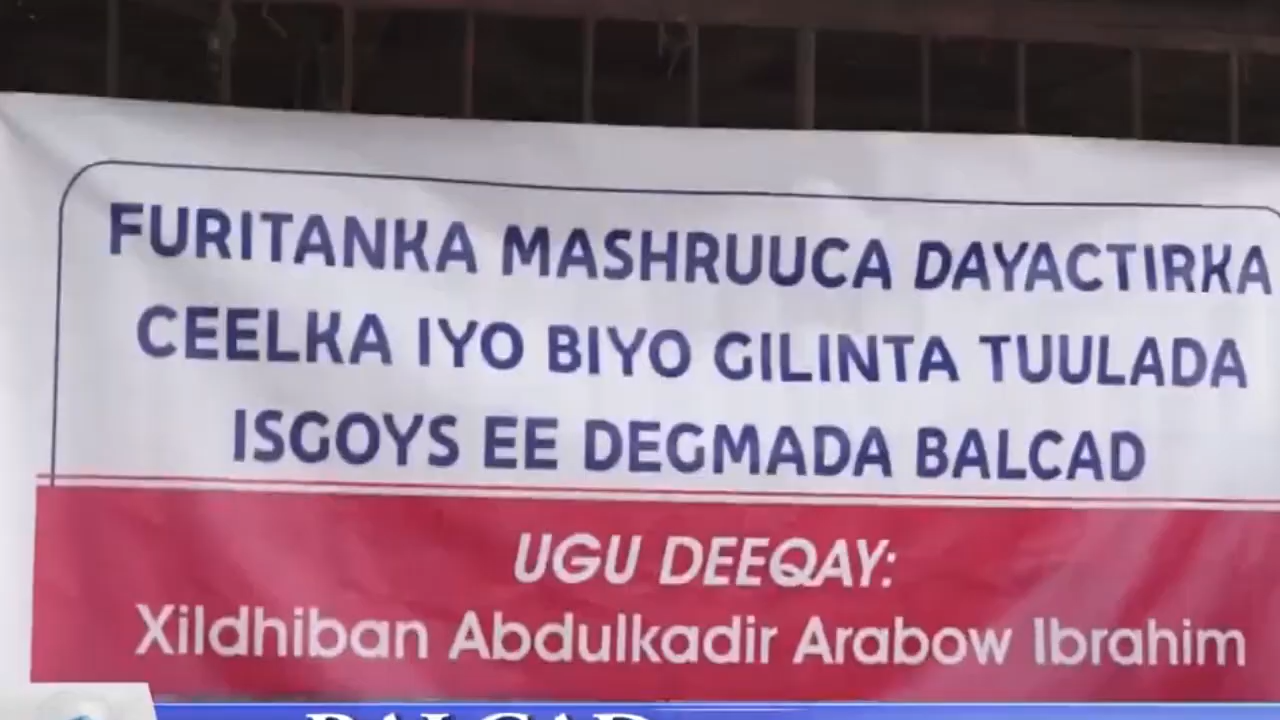 FURITANKA MASHRUUCA DAYACTIRKA
CEELKA IYO BIYO GILINTA TUULADA
ISGOYS EE DEGMADA BALCAD
UGU DEEQAY:
Xildhiban Abdulkadir Arabow Ibrahim
BALCAD